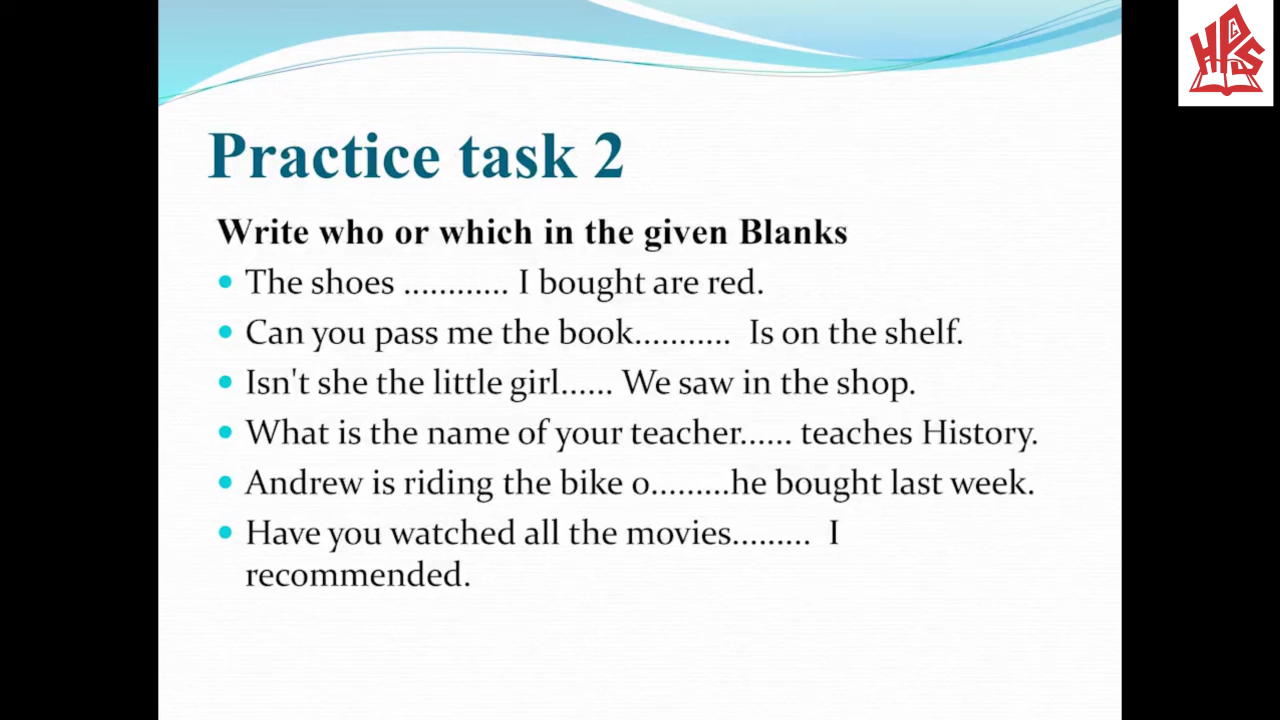 Practice task 2
Write who or which in the given Blanks
The shoes ............ I bought are red.
Can you pass me the book........... Is on the shelf.
Isn't she the little girl...... We saw in the shop.
What is the name of your teacher...... teaches History.
Andrew is riding the bike o.........he bought last week.
Have you watched all the movies......... I
recommended.
HPS